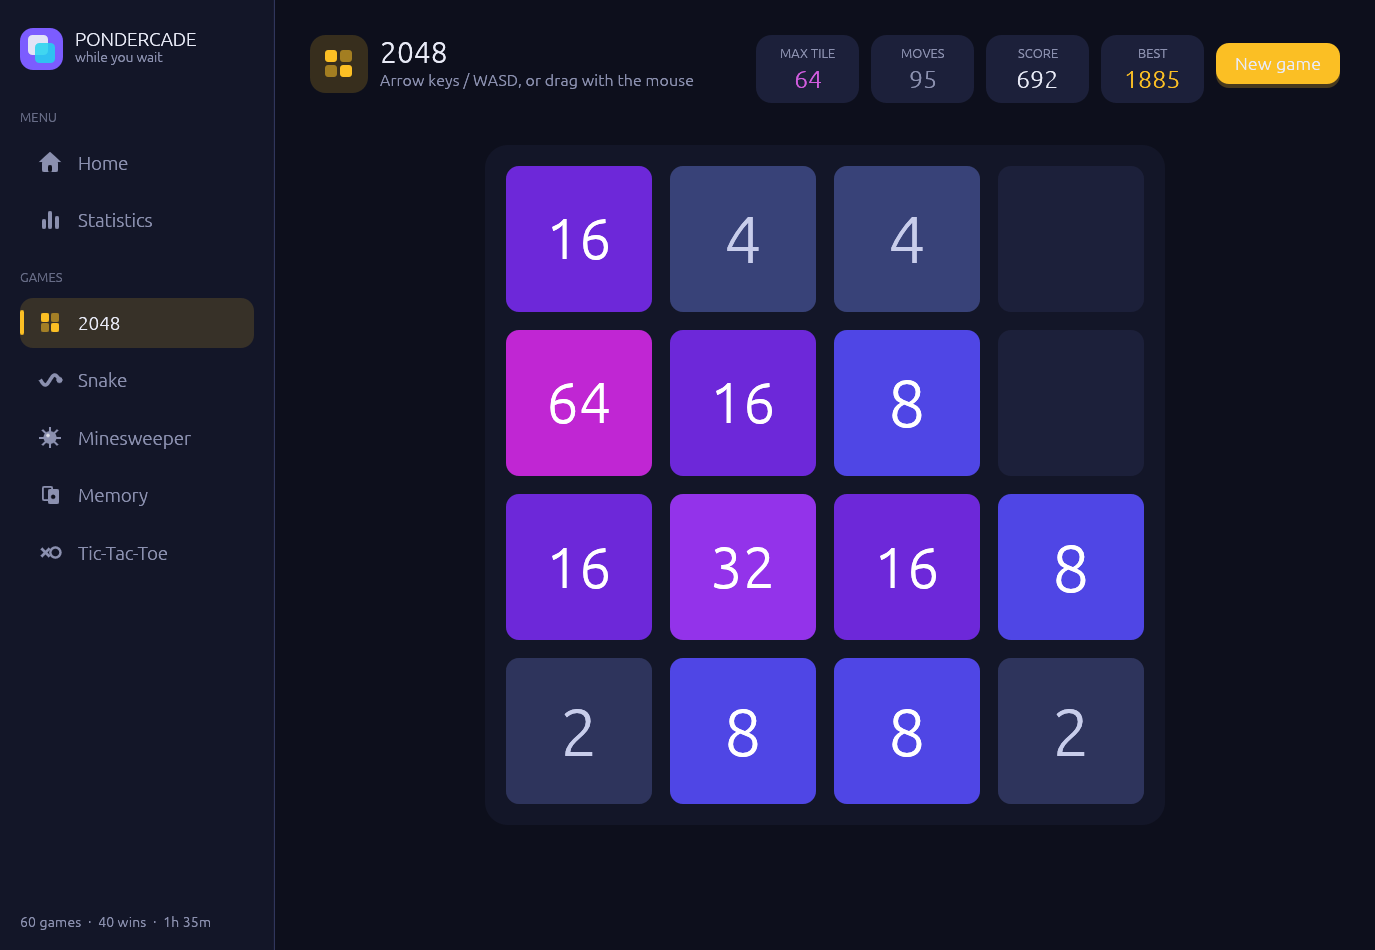 PONDERCADE
while you wait
MENU
Home
Statistics
GAMES
2048
Snake
Minesweeper
Memory
Tic-Tac-Toe
60 games · 40 wins · 1h 35m
2048
Arrow keys / WASD, or drag with the mouse
MAX TILE
64
MOVES
95
SCORE
692
BEST
1885
New game
16 4 4
64 16 8
16 32 16 8
2 8 8 2